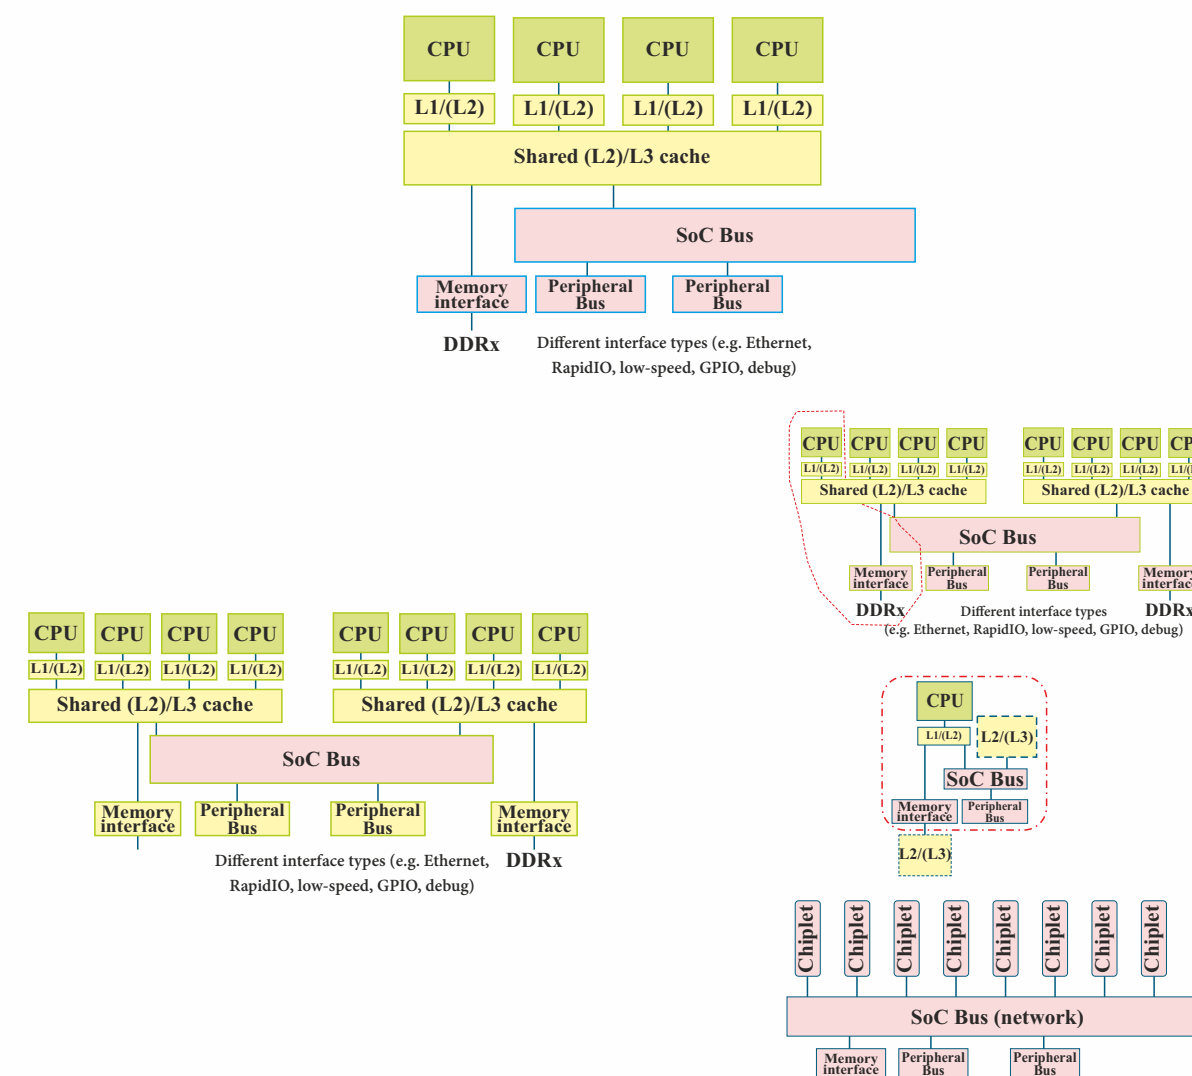 CPU CPU CPU CPU
L1/(L2) L1/(L2) L1/(L2) L1/(L2)
Shared (L2)/L3 cache
SoC Bus
Memory
interface
Peripheral
Bus
Peripheral
Bus
DDRx
Different interface types (e.g. Ethernet,
RapidIO, low-speed, GPIO, debug)
CPU CPU CPU CPU
L1/(L2) L1/(L2) L1/(L2) L1/(L2)
Shared (L2)/L3 cache
CPU CPU CPU CPU
L1/(L2) L1/(L2) L1/(L2) L1/(L2)
Shared (L2)/L3 cache
SoC Bus
Memory
interface
Peripheral
Bus
Peripheral
Bus
Memory
interface
Different interface types (e.g. Ethernet,
RapidIO, low-speed, GPIO, debug)
DDRx
CPU CPU CPU CPU
L1/(L2) L1/(L2) L1/(L2) L1/(L2)
Shared (L2)/L3 cache
CPU CPU CPU
L1/(L2) L1/(L2) L1/(L2)
Shared (L2)/L3 cache
SoC Bus
Memory
interface
Peripheral
Bus
Peripheral
Bus
Memory
interface
DDRx
Different interface types
(e.g. Ethernet, RapidIO, low-speed, GPIO, debug)
DDRx
CPU
L1/(L2)
L2/(L3)
SoC Bus
Memory
interface
Peripheral
Bus
L2/(L3)
Chiplet Chiplet Chiplet Chiplet Chiplet Chiplet Chiplet Chiplet
SoC Bus (network)
Memory
interface
Peripheral
Bus
Peripheral
Bus